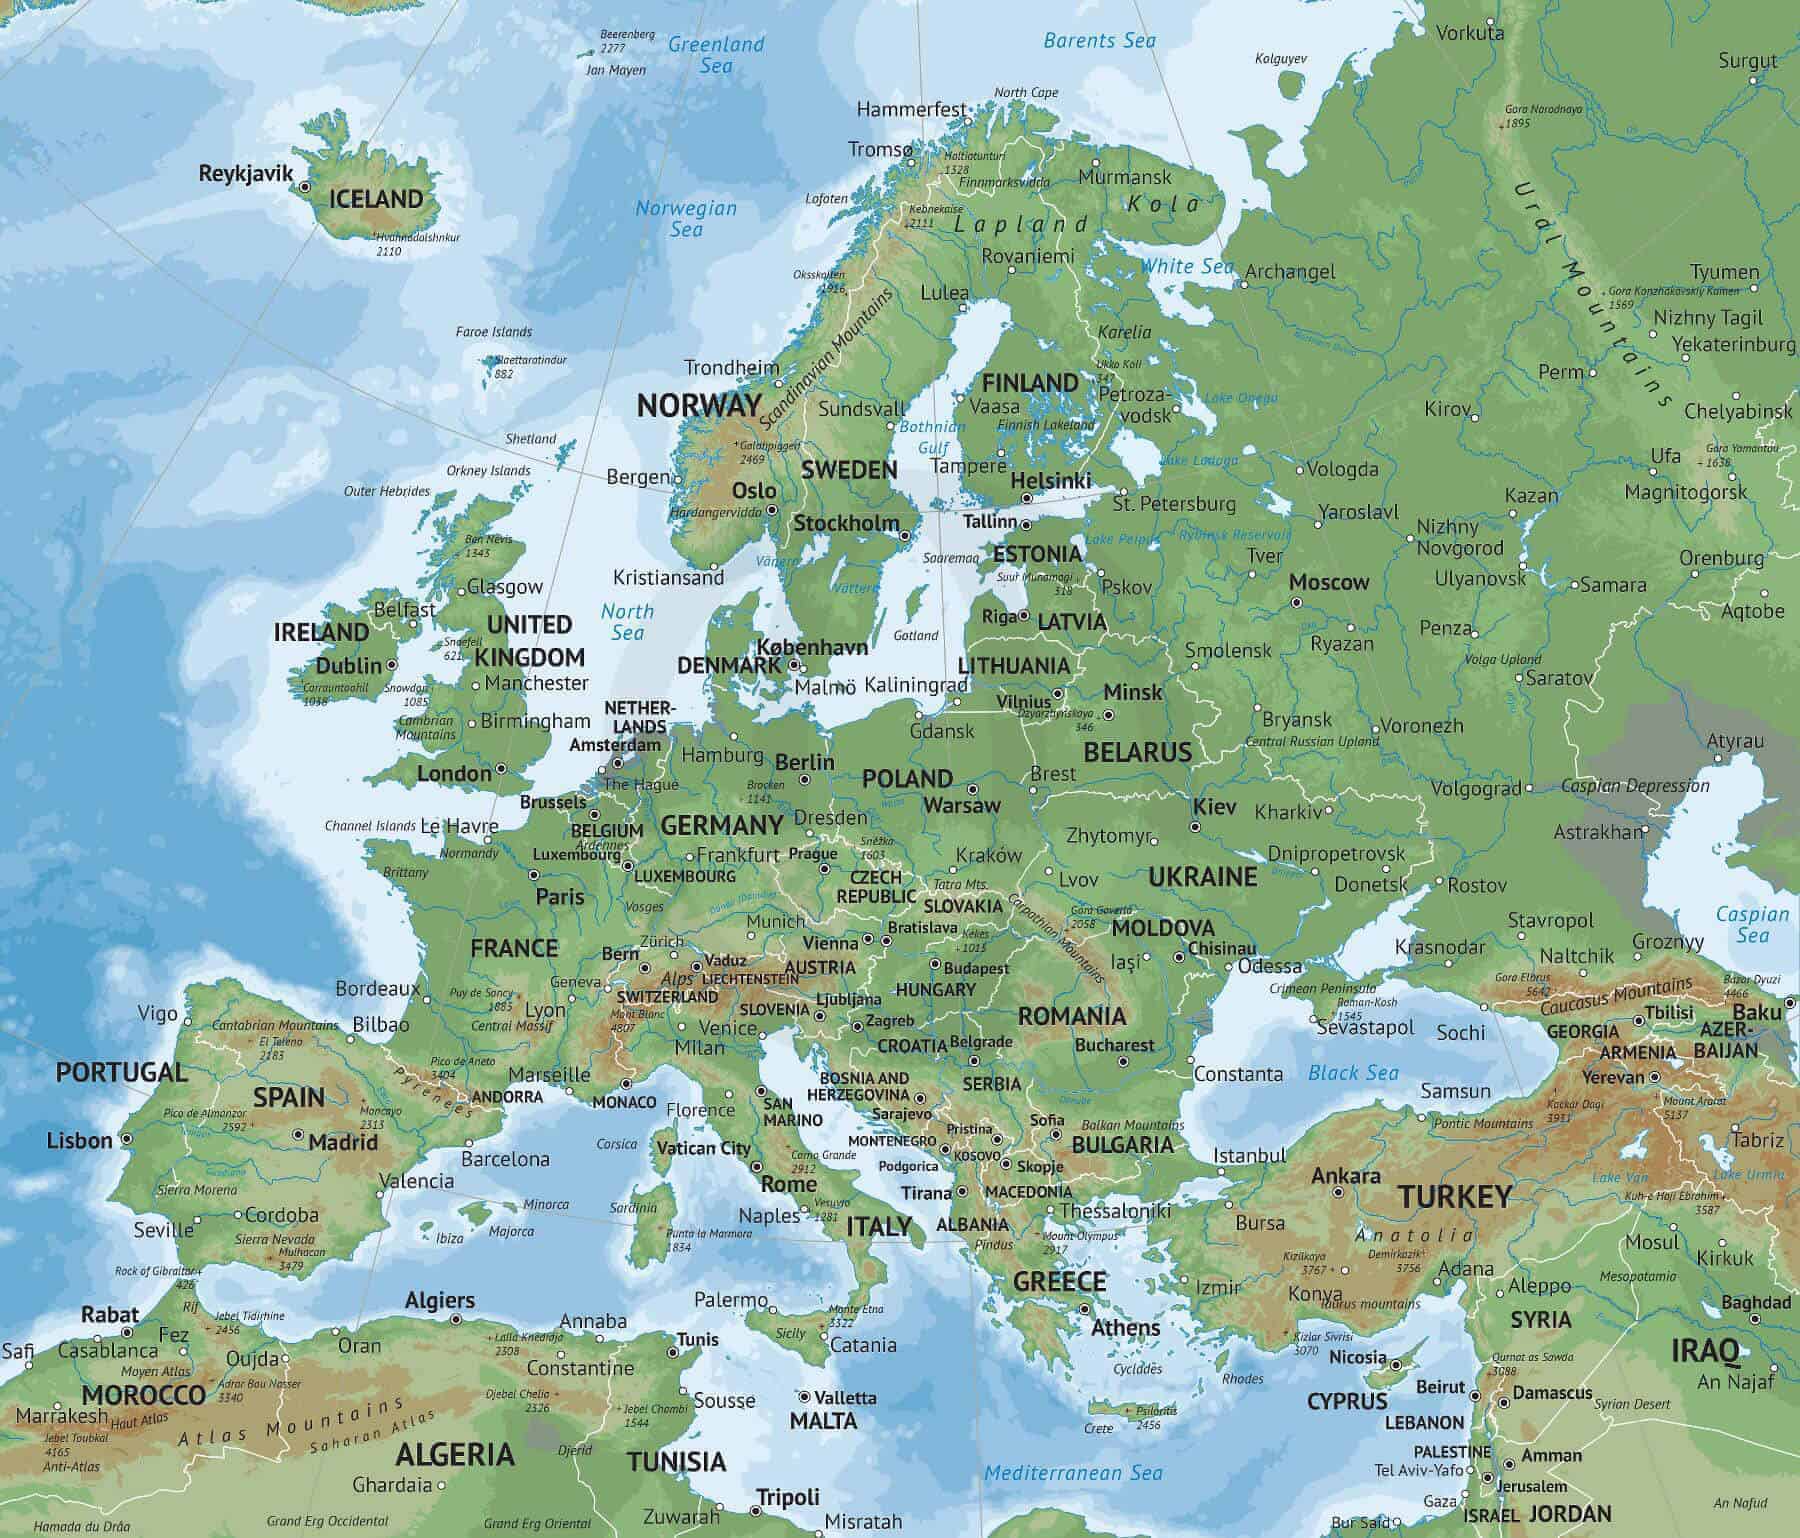 Beerenberg
2277
Jan Mayen
Greenland
Sea
Barents Sea
Kolguyev
Vorkuta
Surgut
North Cape
Hammerfest
Tromsø
Haltiatunturi
1328
Finnmarksvidda
Murmansk
Kola
Gora Narodnaya
1895
Reykjavik
ICELAND
Hvannadalshnkur
2110
Lofoten
Norwegian
Sea
Kebnekaise
2111
Lapland
Rovaniemi
White Sea
Archangel
Ural Mountains
Tyumen
Gora Konzhakovskiy Kamen
1569
Oksskolten
1916
Lulea
Scandinavian Mountains
Nizhny Tagil
Yekaterinburg
Faroe Islands
Slaettaratindur
882
Karelia
Ukko Koli
347
Trondheim
NORWAY
FINLAND
Vaasa
Petroza-
vodsk
Lake Onega
Perm
Kirov
Chelyabinsk
Sundsvall
Bothnian
Gulf
Finnish Lakeland
Shetland
Galdhøpiggen
2469
Orkney Islands
Outer Hebrides
Bergen
SWEDEN
Tampere
Helsinki
Lake Ladoga
Vologda
Ufa
Gora Yamantau
1638
Magnitogorsk
Oslo
Hardangervidda
Stockholm
Tallinn
St. Petersburg
Yaroslavl
Kazan
Nizhny
Novgorod
Ben Nevis
1343
Saaremaa
ESTONIA
Lake Peipus
Rybinsk Reservoir
Tver
Orenburg
Vänern
Vättern
Suur Munamagi
318
Pskov
Moscow
Ulyanovsk
Samara
Kristiansand
Glasgow
North
Sea
Belfast
IRELAND
UNITED
KINGDOM
Riga
LATVIA
Gotland
Ryazan
Penza
Aqtobe
Snaefell
621
Dublin
Carrauntoohil
1038
Snowdon
1085
Manchester
København
DENMARK
Malmö
Kaliningrad
LITHUANIA
Vilnius
Smolensk
Volga Upland
Saratov
Minsk
Dzyarzhynskaya
346
NETHER-
LANDS
Amsterdam
Cambrian
Mountains
Birmingham
Gdansk
Bryansk
Central Russian Upland
Voronezh
Hamburg
Berlin
BELARUS
Atyrau
London
The Hague
Brocken
1141
POLAND
Warsaw
Brest
Volgograd
Caspian Depression
Brussels
BELGIUM
Ardennes
Kiev
Kharkiv
Astrakhan
Channel Islands
Le Havre
Normandy
GERMANY
Dresden
Sněžka
1603
Zhytomyr
Luxembourg
LUXEMBOURG
Frankfurt
Prague
Kraków
Dnipropetrovsk
Dnieper
Donetsk
Rostov
Brittany
Paris
CZECH
REPUBLIC
Tatra Mts.
Lvov
UKRAINE
Vosges
Donau (Danube)
SLOVAKIA
Carpathian Mountains
Gora Goverla
2058
MOLDOVA
Stavropol
Caspian
Sea
Munich
Vienna
Bratislava
Kékes
1015
Chisinau
Krasnodar
Groznyy
Naltchik
FRANCE
Zürich
Bern
Vaduz
LIECHTENSTEIN
Alps
AUSTRIA
Budapest
HUNGARY
Iaşi
Odessa
Crimean Peninsula
Roman-Kosh
1545
Gora Elbrus
5642
Caucasus Mountains
Bazar Dyuzi
4466
Bordeaux
Puy de Sancy
1885
Geneva
Lyon
SWITZERLAND
Mont Blanc
4807
SLOVENIA
Ljubljana
Zagreb
Vigo
Cantabrian Mountains
El Teleno
2183
Bilbao
Central Massif
Venice
Milan
CROATIA
Belgrade
ROMANIA
Bucharest
Sevastapol
Sochi
GEORGIA
Tbilisi
Baku
AZER-
BAIJAN
ARMENIA
PORTUGAL
Pico de Aneto
3404
Pyrenees
Marseille
BOSNIA AND
HERZEGOVINA
SERBIA
Constanta
Black Sea
Samsun
Yerevan
SPAIN
ANDORRA
MONACO
Florence
SAN
MARINO
Sarajevo
Danube
Kackar Dagi
3931
Mount Ararat
5137
Pico de Almanzor
2592
Moncayo
2313
Lisbon
Madrid
Corsica
Vatican City
MONTENEGRO
Pristina
KOSOVO
Sofia
Balkan Mountains
BULGARIA
Pontic Mountains
Tabriz
Barcelona
Rome
Corno Grande
2912
Podgorica
Skopje
Istanbul
Ankara
Lake Van
Lake Urmia
Sierra Morena
Valencia
Minorca
Sardinia
Vesuvio
1281
Tirana
MACEDONIA
TURKEY
Kuh-e Haji Ebrahim
3587
Seville
Cordoba
Majorca
Ibiza
Punta la Marmora
1834
Naples
ITALY
ALBANIA
Thessaloniki
Bursa
Anatolia
Sierra Nevada
Mulhacan
3479
Pindus
Mount Olympus
2917
Kizilkaya
3767
Demirkazik
3756
Mosul
Kirkuk
Rock of Gibraltar
426
GREECE
Izmir
Konya
Adana
Taurus mountains
Aleppo
Mesopotamia
Rabat
Rif
Algiers
Palermo
Monte Etna
3322
Baghdad
Fez
Jebel Tidirhine
2456
Annaba
Tunis
Sicily
Catania
Athens
Kizlar Sivrisi
3070
SYRIA
Safi
Casablanca
Oujda
Oran
Lalla Knedraja
2308
Constantine
Cyclades
Rhodes
Nicosia
Qurnat as Sawda
3088
IRAQ
An Najaf
Moyen Atlas
Adrar Bou Nasser
3340
Djebel Chelia
2326
Jebel Chambi
1544
Sousse
Valletta
MALTA
Psiloritis
2456
Crete
CYPRUS
Beirut
LEBANON
Damascus
Syrian Desert
MOROCCO
Marrakesh
Haut Atlas
Atlas Mountains
Saharan Atlas
Jebel Toubkal
4165
Anti-Atlas
ALGERIA
Djerid
TUNISIA
Mediterranean Sea
PALESTINE
Tel Aviv-Yafo
Amman
Jerusalem
Ghardaia
Tripoli
Zuwarah
Misratah
Gaza
ISRAEL
JORDAN
An Nafud
Bur Said
Hamada du Drâa
Grand Erg Occidental
Grand Erg Oriental